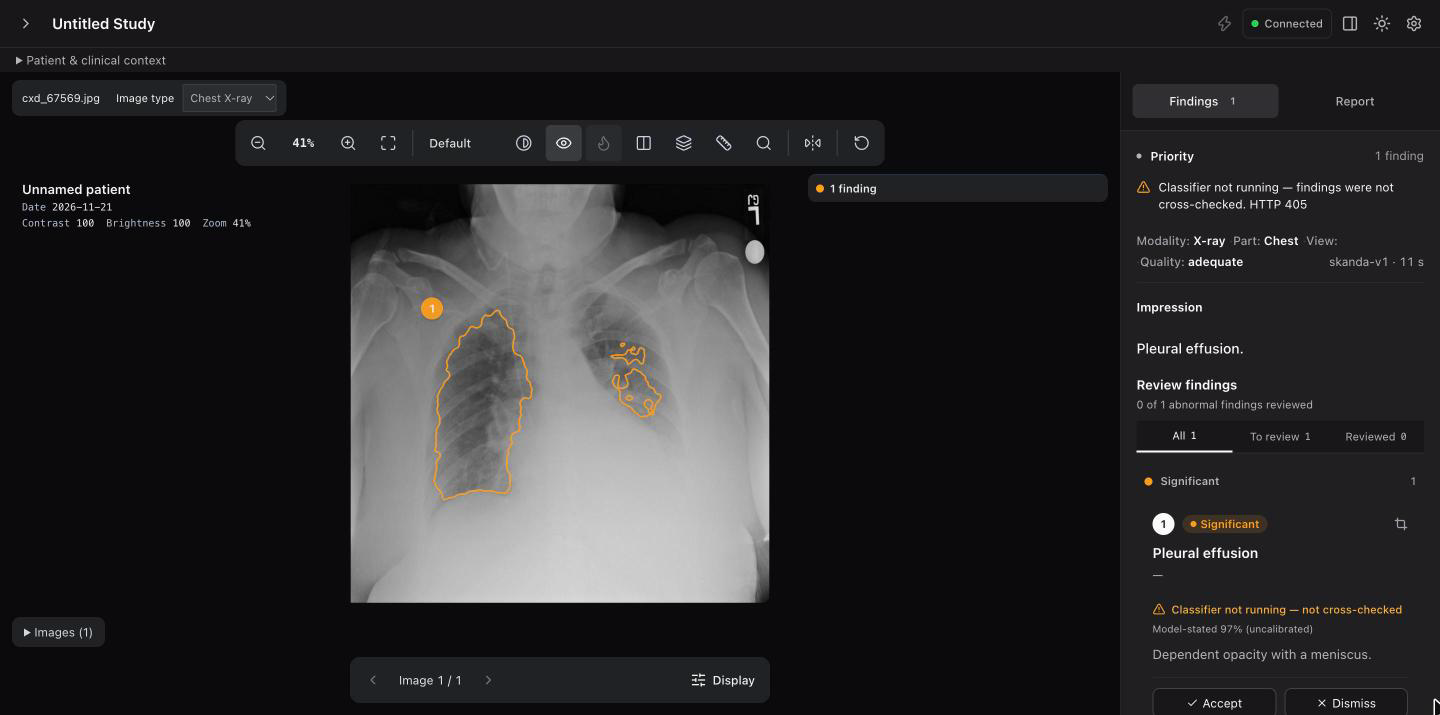 Untitled Study
Connected
▶ Patient & clinical context
cxd_67569.jpg Image type Chest X-ray
41% Default
Unnamed patient
Date 2026-11-21
Contrast 100 Brightness 100 Zoom 41%
1 finding
L
1
Findings 1 Report
Priority 1 finding
Classifier not running — findings were not
cross-checked. HTTP 405
Modality: X-ray · Part: Chest · View:
· Quality: adequate skanda-v1 · 11 s
Impression
Pleural effusion.
Review findings
0 of 1 abnormal findings reviewed
All 1 To review 1 Reviewed 0
Significant 1
1 Significant
Pleural effusion
—
Classifier not running — not cross-checked
Model-stated 97% (uncalibrated)
Dependent opacity with a meniscus.
Accept Dismiss
▶ Images (1)
Image 1 / 1 Display